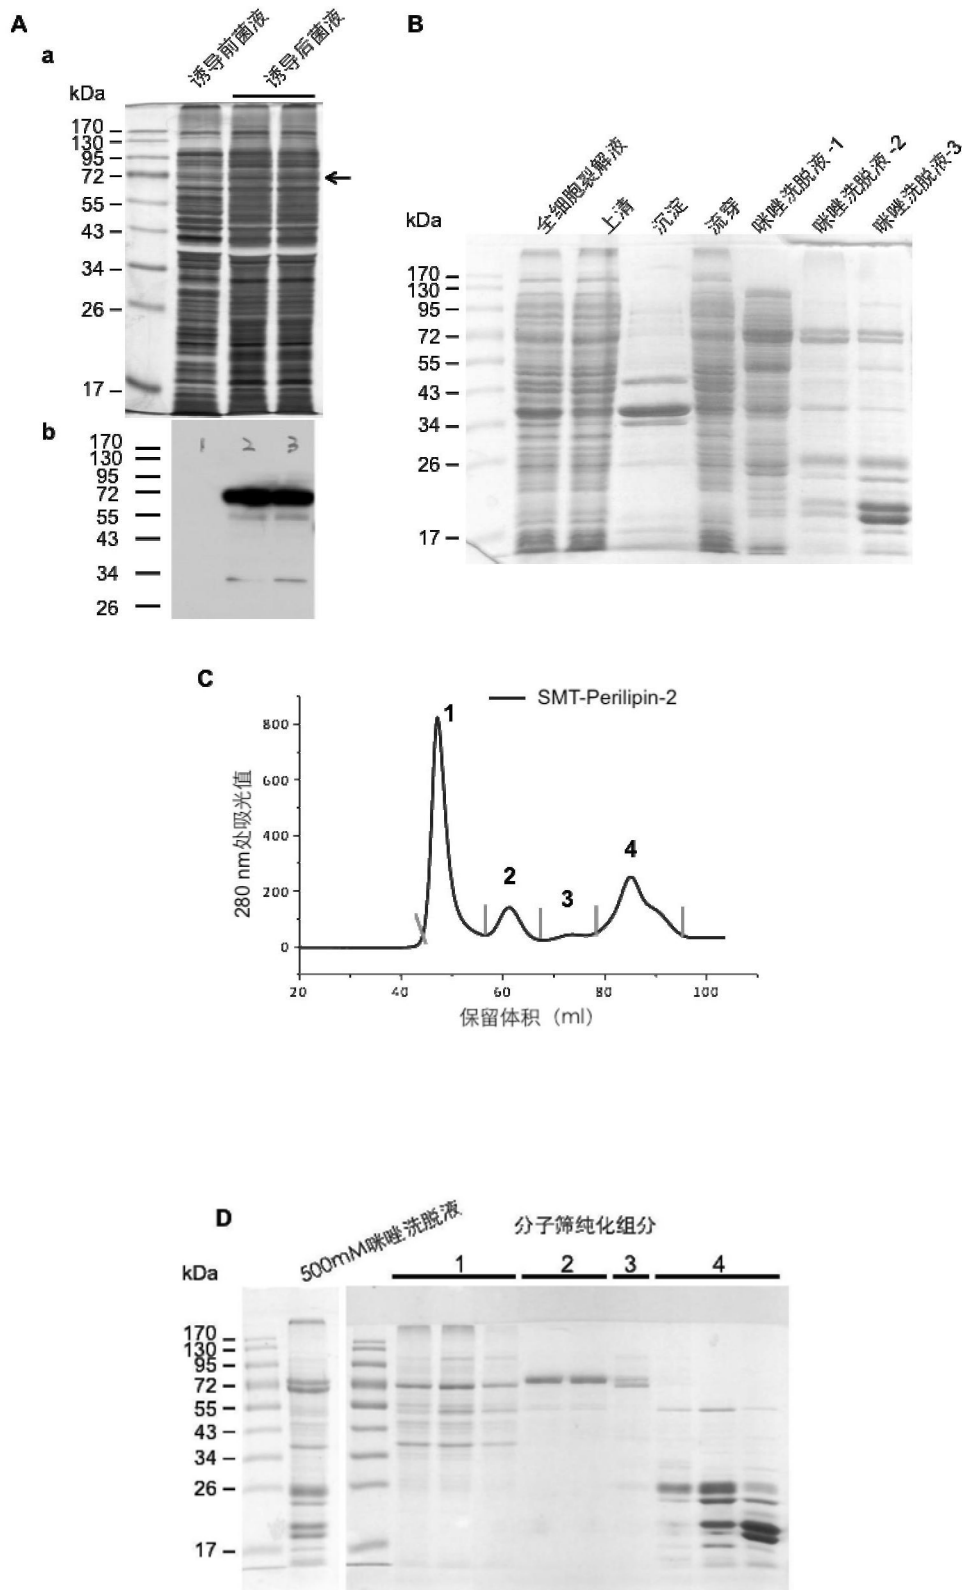 A
a
诱导前菌液
诱导后菌液
kDa
170
130
95
72
55
43
34
26
17
b
170
130
95
72
55
43
34
26
1 2 3
B
kDa
全细胞裂解液
上清
沉淀
流穿
咪唑洗脱液-1
咪唑洗脱液-2
咪唑洗脱液-3
170
130
95
72
55
43
34
26
17
C
SMT-Perilipin-2
280 nm处吸光值
800
600
400
200
0
1
2
3
4
20 40 60 80 100
保留体积（ml）
D
kDa
500mM咪唑洗脱液
分子筛纯化组分
1 2 3 4
170
130
95
72
55
43
34
26
17